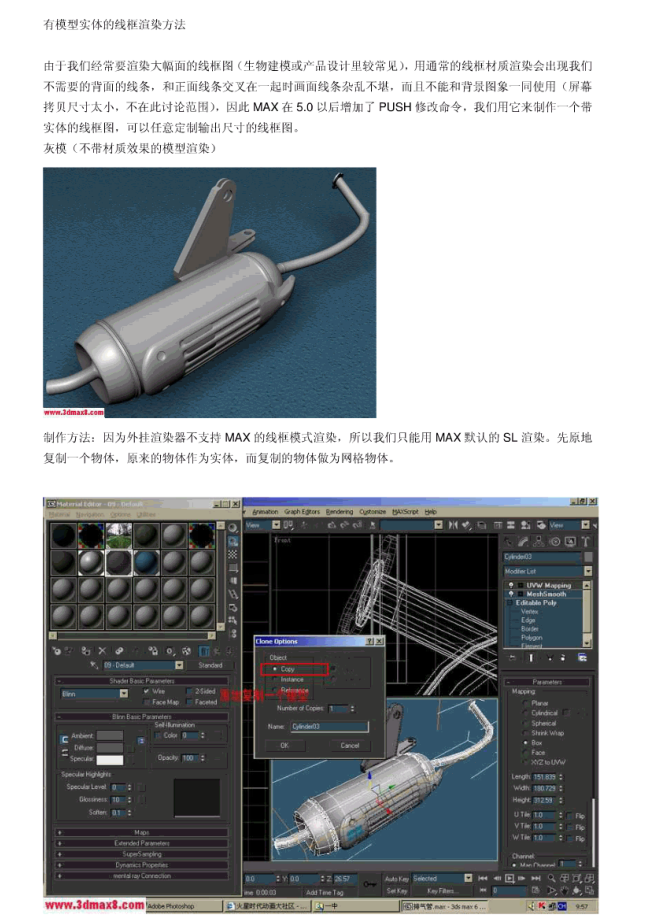 有模型实体的线框渲染方法
由于我们经常要渲染大幅面的线框图（生物建模或产品设计里较常见），用通常的线框材质渲染会出现我们
不需要的背面的线条，和正面线条交叉在一起时画面线条杂乱不堪，而且不能和背景图象一同使用（屏幕
拷贝尺寸太小，不在此讨论范围），因此 MAX 在 5.0 以后增加了 PUSH 修改命令，我们用它来制作一个带
实体的线框图，可以任意定制输出尺寸的线框图。
灰模（不带材质效果的模型渲染）
www.3dmax8.com
制作方法：因为外挂渲染器不支持 MAX 的线框模式渲染，所以我们只能用 MAX 默认的 SL 渲染。先原地
复制一个物体，原来的物体作为实体，而复制的物体做为网格物体。
Material Editor - 09 - Default
Material Navigation Options Utilities
Animation Graph Editors Rendering Customize MAXScript Help
View
View
Front
Cylinder03
Modifier List
UVW Mapping
MeshSmooth
Editable Poly
Vertex
Edge
Border
Polygon
Element
Clone Options
Object
Copy
Instance
Reference
Number of Copies: 1
Name: Cylinder03
OK Cancel
09 - Default
Standard
Shader Basic Parameters
Blinn
Wire
2-Sided
Face Map
Faceted
Blinn Basic Parameters
Self-Illumination
Ambient:
Color 0
Diffuse:
Specular:
Opacity: 100
Specular Highlights
Specular Level: 0
Glossiness: 10
Soften: 0.1
Maps
Extended Parameters
SuperSampling
Dynamics Properties
mental ray Connection
Parameters
Mapping:
Planar
Cylindrical
Spherical
Shrink Wrap
Box
Face
XYZ to UVW
Length: 151.839
Width: 190.729
Height: 312.59
U Tile: 1.0 Flip
V Tile: 1.0 Flip
W Tile: 1.0 Flip
Channel:
Map Channel: 1
0.0 Y: 0.0 Z: 26.57
Auto Key Selected
Set Key Key Filters...
0
Add Time Tag
www.3dmax8.com
Adobe Photoshop
火星时代动画大社区 - ...
排气管.max - 3ds max 6 ...
CH
9:57